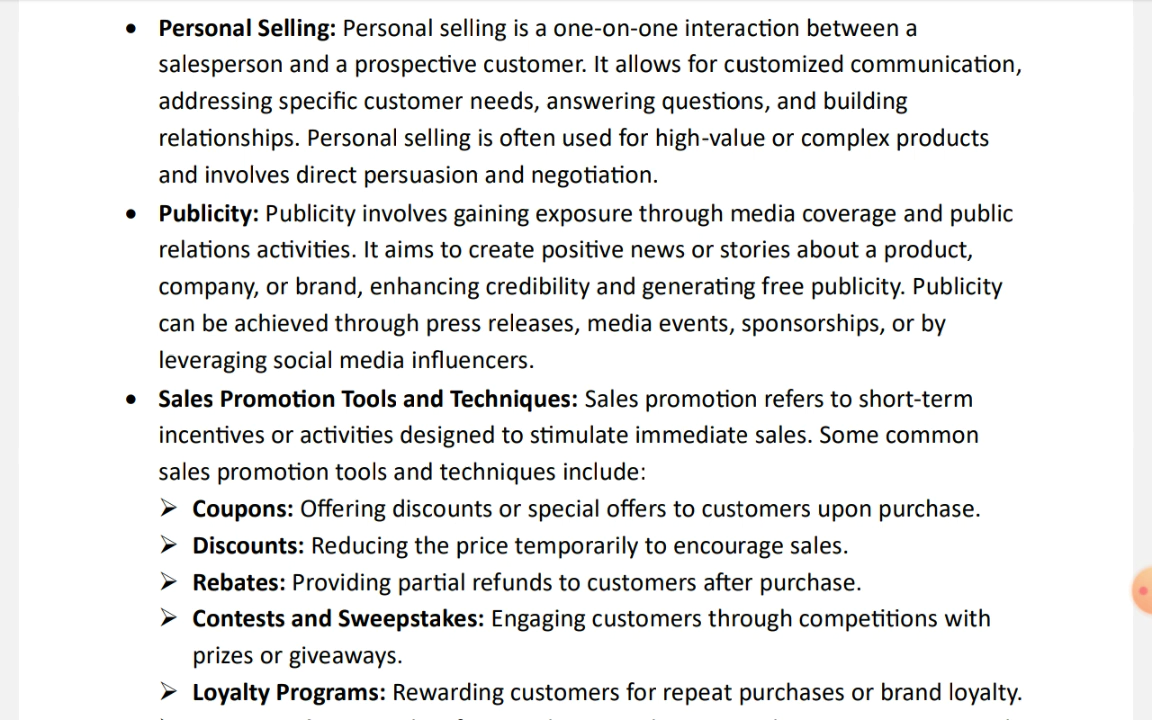 • Personal Selling: Personal selling is a one-on-one interaction between a
salesperson and a prospective customer. It allows for customized communication,
addressing specific customer needs, answering questions, and building
relationships. Personal selling is often used for high-value or complex products
and involves direct persuasion and negotiation.
• Publicity: Publicity involves gaining exposure through media coverage and public
relations activities. It aims to create positive news or stories about a product,
company, or brand, enhancing credibility and generating free publicity. Publicity
can be achieved through press releases, media events, sponsorships, or by
leveraging social media influencers.
• Sales Promotion Tools and Techniques: Sales promotion refers to short-term
incentives or activities designed to stimulate immediate sales. Some common
sales promotion tools and techniques include:
➢ Coupons: Offering discounts or special offers to customers upon purchase.
➢ Discounts: Reducing the price temporarily to encourage sales.
➢ Rebates: Providing partial refunds to customers after purchase.
➢ Contests and Sweepstakes: Engaging customers through competitions with
prizes or giveaways.
➢ Loyalty Programs: Rewarding customers for repeat purchases or brand loyalty.